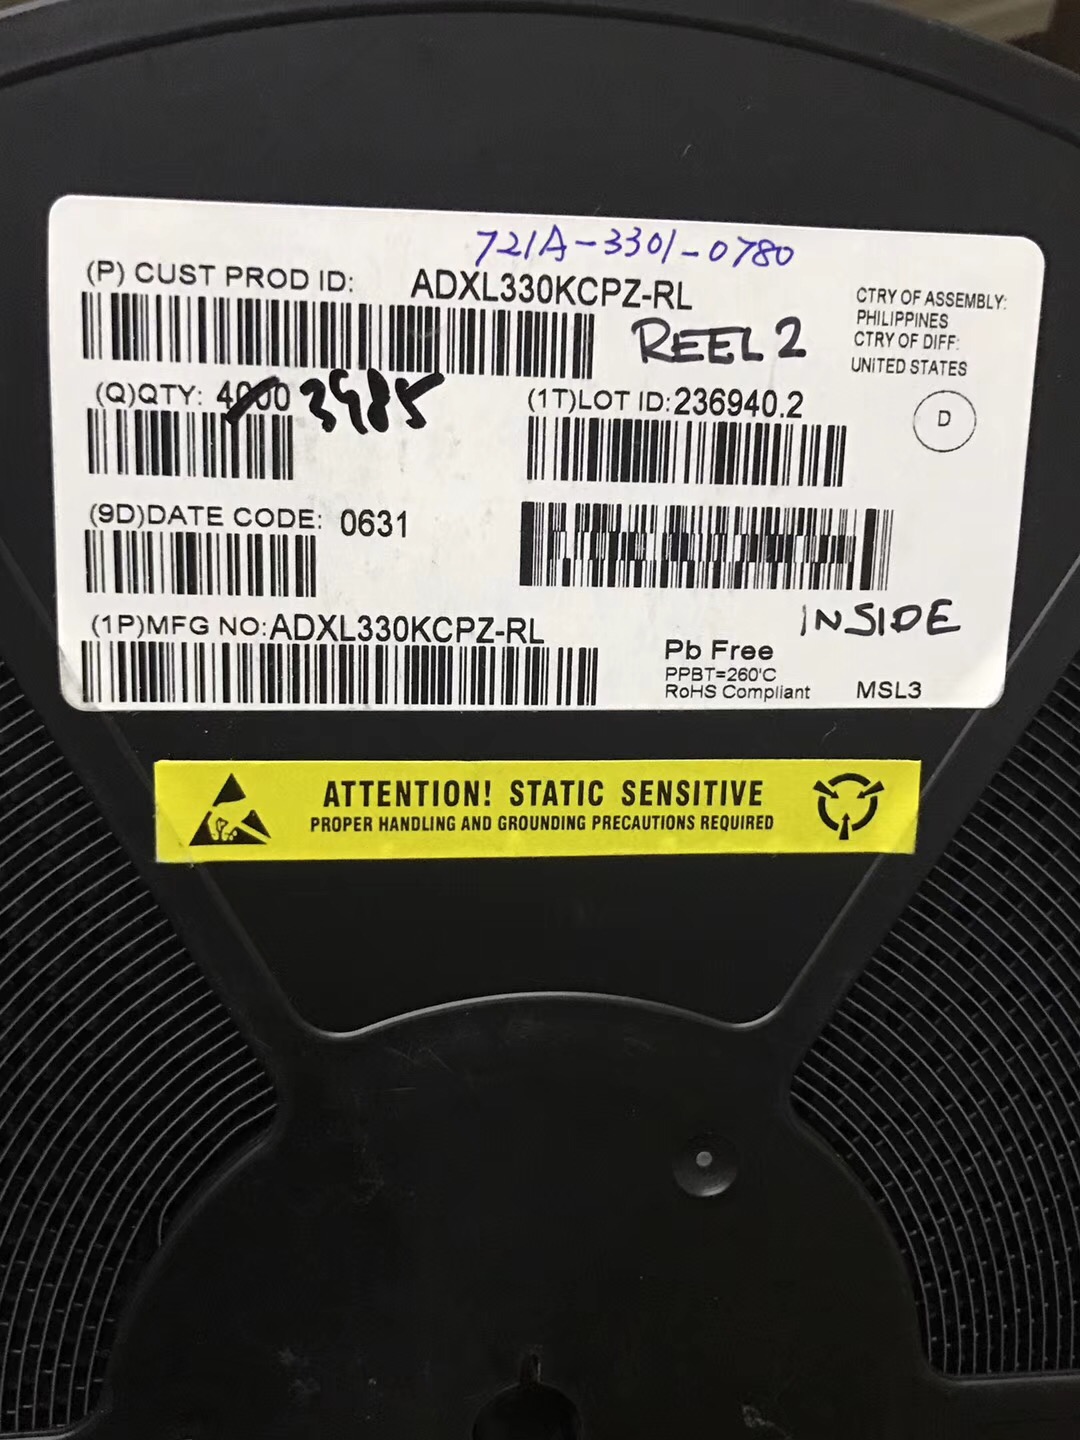 721A-3301-0780
(P) CUST PROD ID: ADXL330KCPZ-RL
REEL 2
CTRY OF ASSEMBLY:
PHILIPPINES
CTRY OF DIFF:
UNITED STATES
(Q)QTY: 4000 3985
(1T)LOT ID:236940.2
D
(9D)DATE CODE: 0631
INSIDE
(1P)MFG NO:ADXL330KCPZ-RL
Pb Free
PPBT=260'C
RoHS Compliant
MSL3
ATTENTION! STATIC SENSITIVE
PROPER HANDLING AND GROUNDING PRECAUTIONS REQUIRED